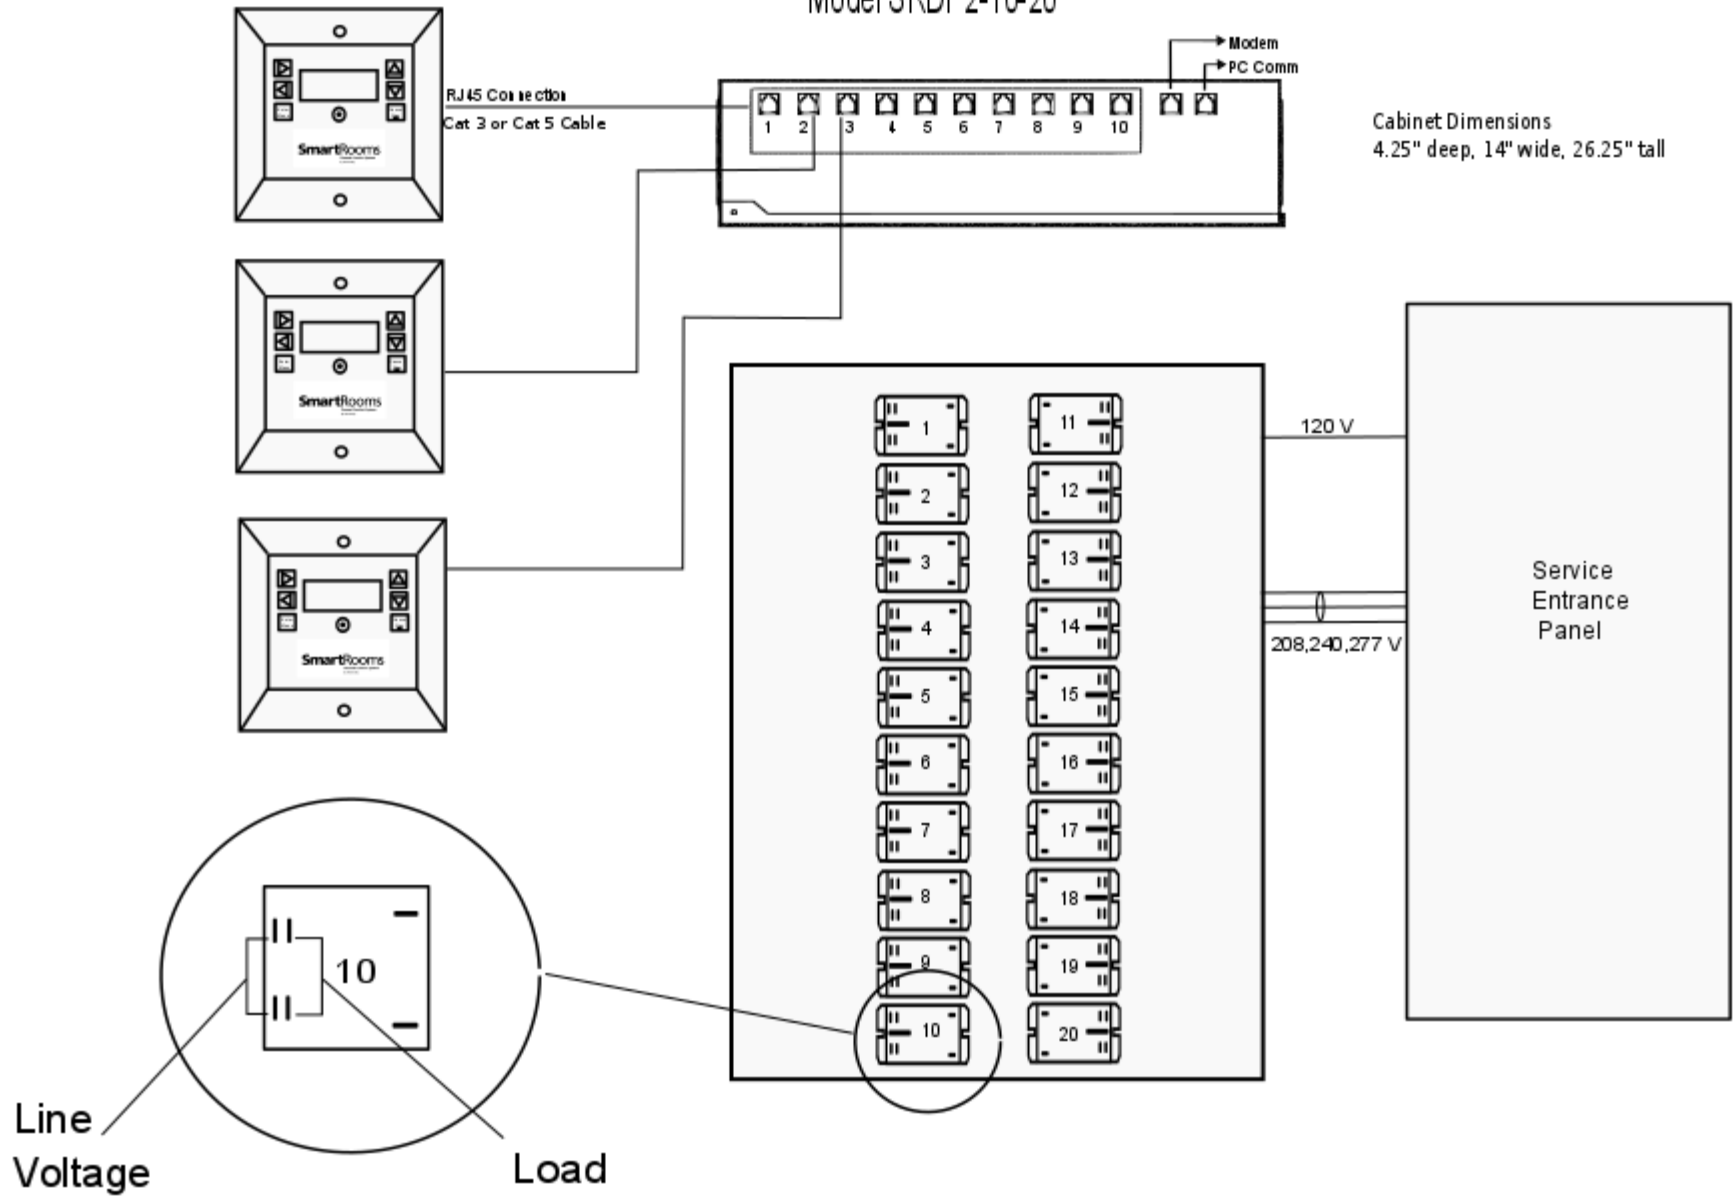 Model SRDP2-10-20
Modem
PC Comm
RJ45 Connection
Cat 3 or Cat 5 Cable
1 2 3 4 5 6 7 8 9 10
Cabinet Dimensions
4.25" deep, 14" wide, 26.25" tall
SmartRooms
SmartRooms
SmartRooms
1 11
2 12
3 13
4 14
5 15
6 16
7 17
8 18
9 19
10 20
120 V
208,240,277 V
Service
Entrance
Panel
10
Line
Voltage
Load